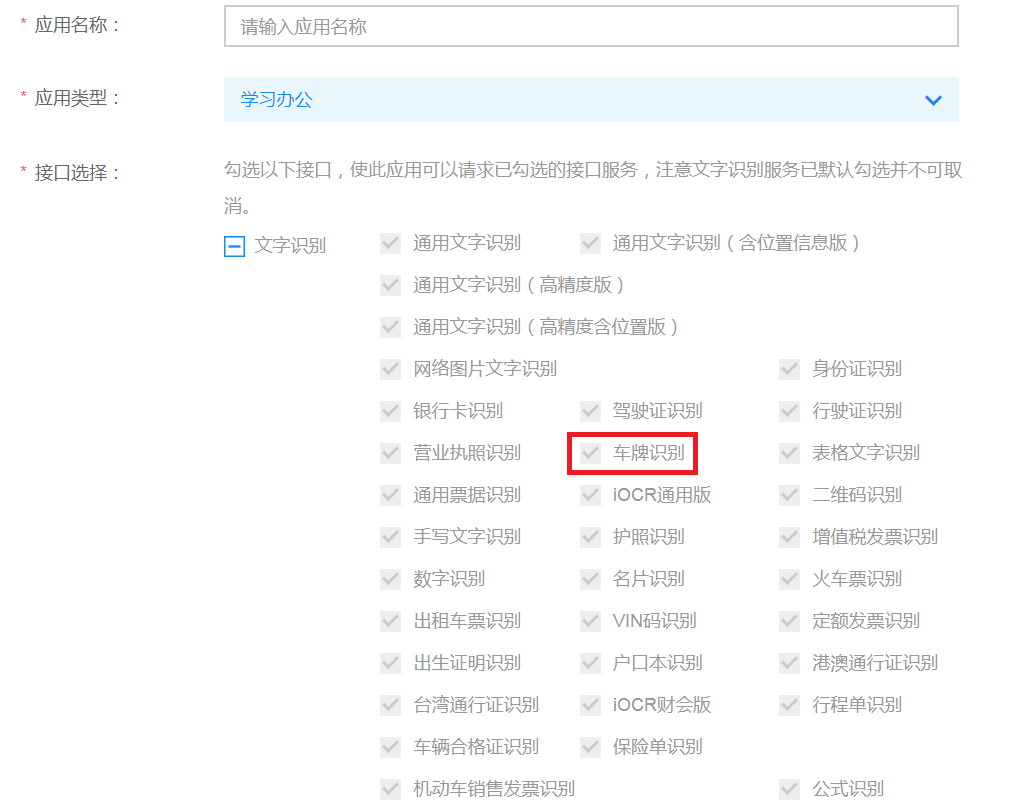 * 应用名称：
请输入应用名称
* 应用类型：
学习办公
* 接口选择：
勾选以下接口，使此应用可以请求已勾选的接口服务，注意文字识别服务已默认勾选并不可取
消。
文字识别
通用文字识别 通用文字识别（含位置信息版）
通用文字识别（高精度版）
通用文字识别（高精度含位置版）
网络图片文字识别 身份证识别
银行卡识别 驾驶证识别 行驶证识别
营业执照识别 车牌识别 表格文字识别
通用票据识别 iOCR通用版 二维码识别
手写文字识别 护照识别 增值税发票识别
数字识别 名片识别 火车票识别
出租车票识别 VIN码识别 定额发票识别
出生证明识别 户口本识别 港澳通行证识别
台湾通行证识别 iOCR财会版 行程单识别
车辆合格证识别 保险单识别
机动车销售发票识别 公式识别